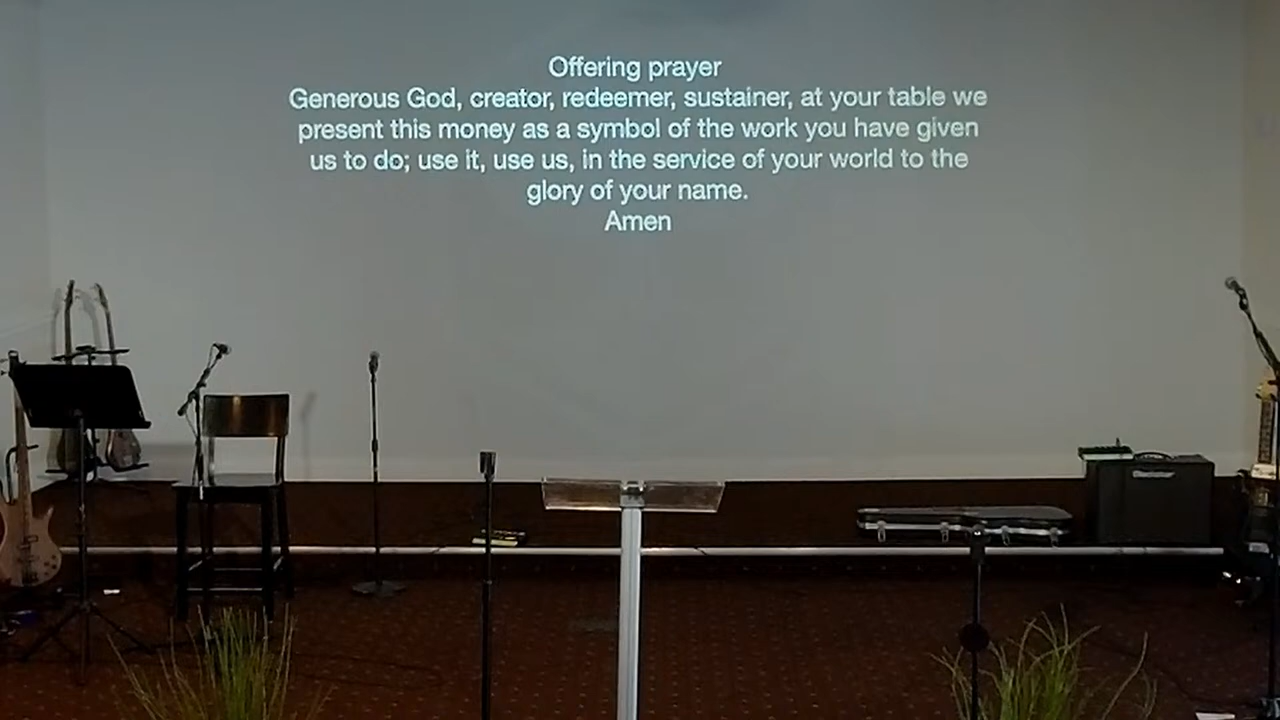 Offering prayer
Generous God, creator, redeemer, sustainer, at your table we
present this money as a symbol of the work you have given
us to do; use it, use us, in the service of your world to the
glory of your name.
Amen